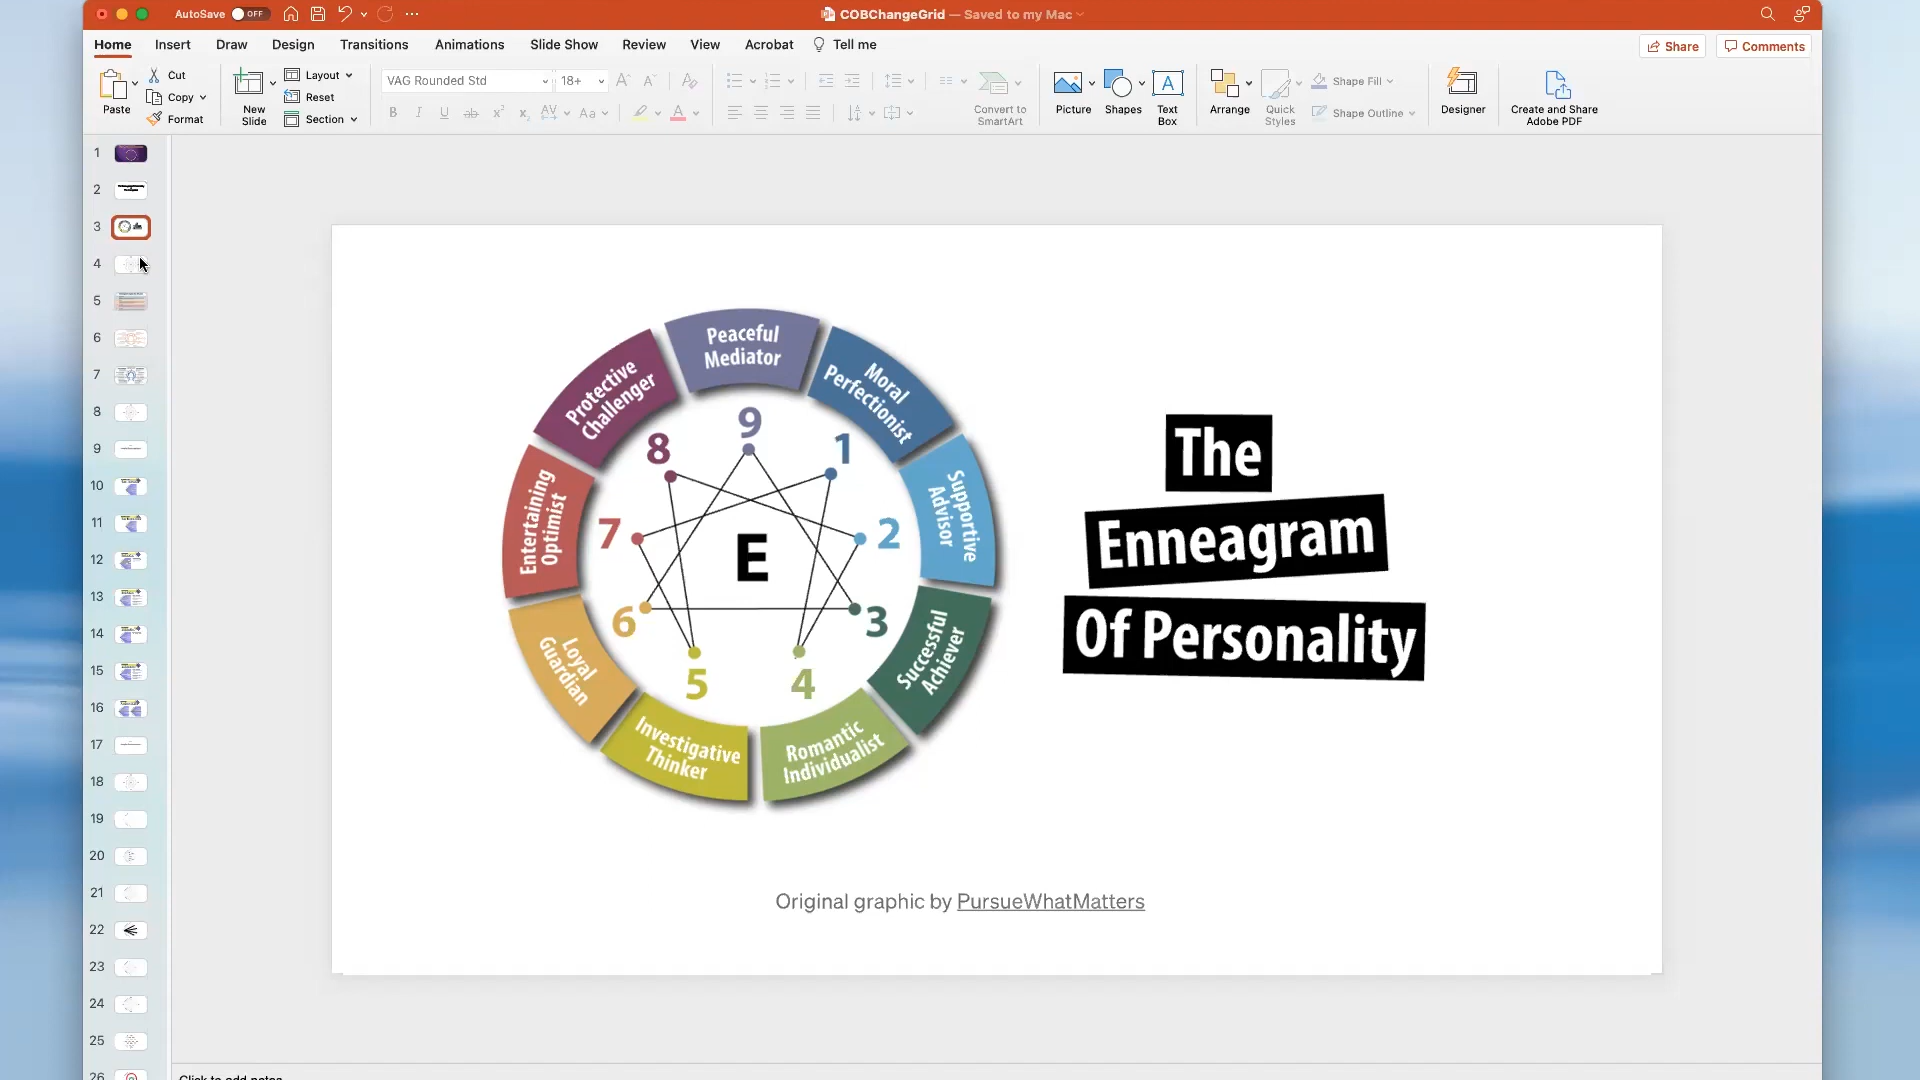 AutoSave OFF
COBChangeGrid — Saved to my Mac
Home Insert Draw Design Transitions Animations Slide Show Review View Acrobat Tell me
Share Comments
Paste
Cut
Copy
Format
New
Slide
Layout
Reset
Section
VAG Rounded Std 18+
Convert to
SmartArt
Picture
Shapes
Text
Box
Arrange
Quick
Styles
Shape Fill
Shape Outline
Designer
Create and Share
Adobe PDF
1
2
3
4
5
6
7
8
9
10
11
12
13
14
15
16
17
18
19
20
21
22
23
24
25
26
Peaceful
Mediator
Moral
Perfectionist
Supportive
Advisor
Successful
Achiever
Romantic
Individualist
Investigative
Thinker
Loyal
Guardian
Entertaining
Optimist
Protective
Challenger
9
1
2
3
4
5
6
7
8
E
The
Enneagram
Of Personality
Original graphic by PursueWhatMatters
Click to add notes